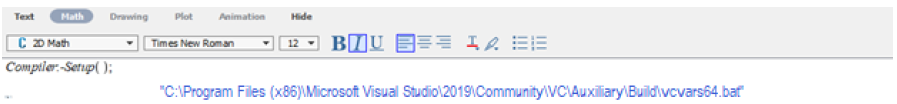 Text Math Drawing Plot Animation Hide
C 2D Math Times New Roman 12 B I U
Compiler:-Setup( );
"C:\Program Files (x86)\Microsoft Visual Studio\2019\Community\VC\Auxiliary\Build\vcvars64.bat"